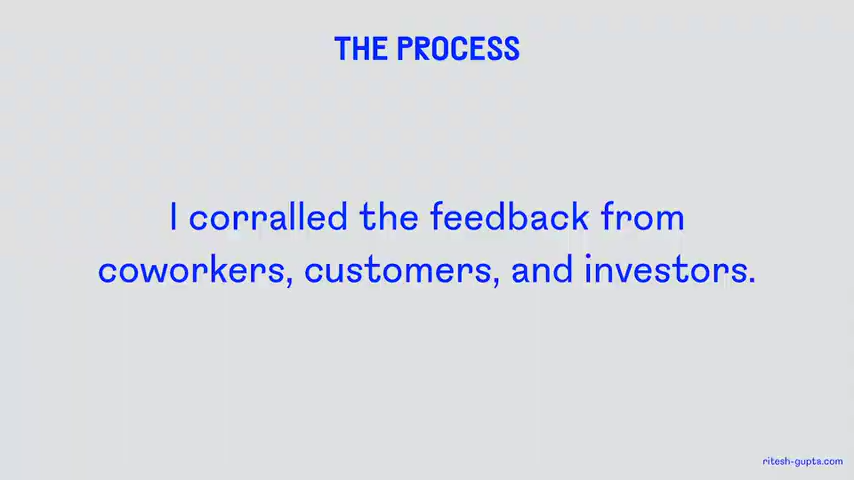 THE PROCESS
I corralled the feedback from
coworkers, customers, and investors.
ritesh-gupta.com